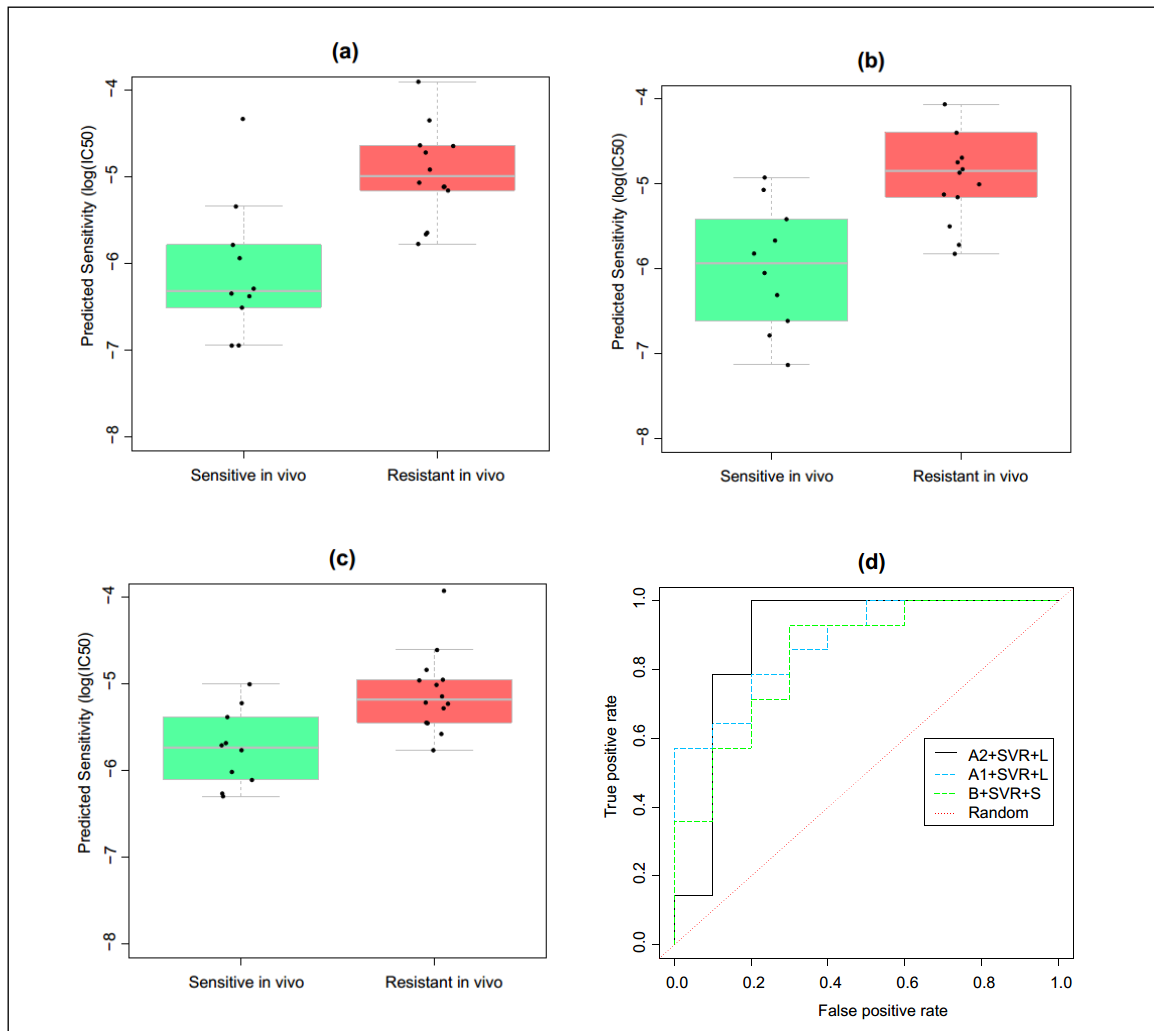 (a)
Predicted Sensitivity (log(IC50)
−4
−5
−6
−7
−8
Sensitive in vivo
Resistant in vivo
(b)
Predicted Sensitivity (log(IC50)
−4
−5
−6
−7
−8
Sensitive in vivo
Resistant in vivo
(c)
Predicted Sensitivity (log(IC50)
−4
−5
−6
−7
−8
Sensitive in vivo
Resistant in vivo
(d)
True positive rate
1.0
0.8
0.6
0.4
0.2
0.0
A2+SVR+L
A1+SVR+L
B+SVR+S
Random
0.0 0.2 0.4 0.6 0.8 1.0
False positive rate